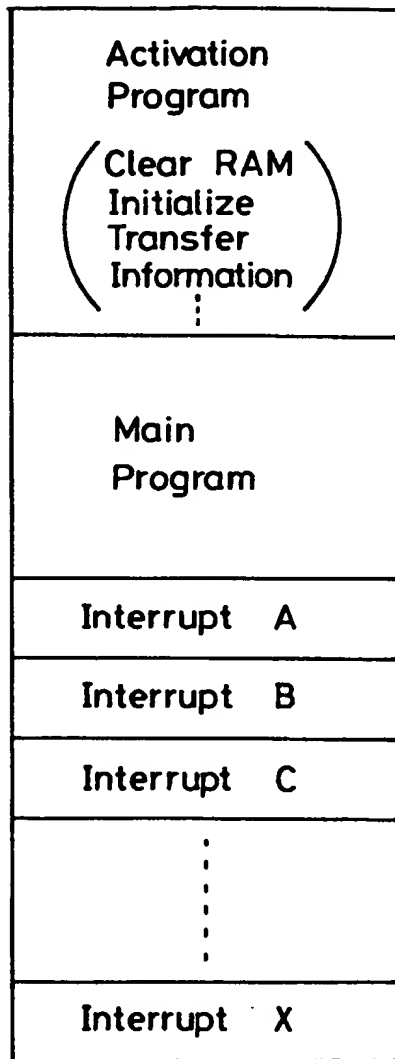 Activation
Program
Clear RAM
Initialize
Transfer
Information
Main
Program
Interrupt A
Interrupt B
Interrupt C
Interrupt X